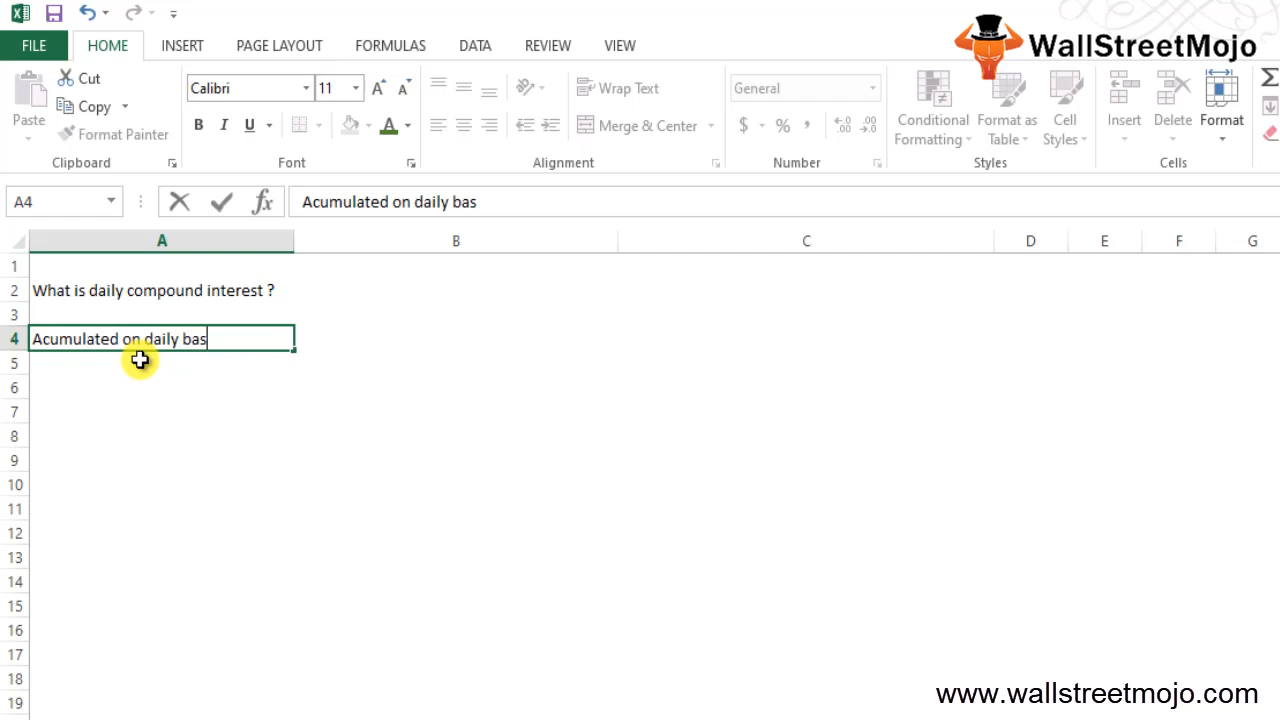 FILE HOME INSERT PAGE LAYOUT FORMULAS DATA REVIEW VIEW
WallStreetMojo
Paste Cut Copy Format Painter
Clipboard
Calibri 11
B I U A
Font
Wrap Text
Merge & Center
Alignment
General
$ % ,
Number
Conditional Formatting
Format as Table
Cell Styles
Styles
Insert Delete Format
Cells
A4 fx Acumulated on daily bas
A B C D E F G
1
2 What is daily compound interest ?
3
4 Acumulated on daily bas
5
6
7
8
9
10
11
12
13
14
15
16
17
18
19
www.wallstreetmojo.com